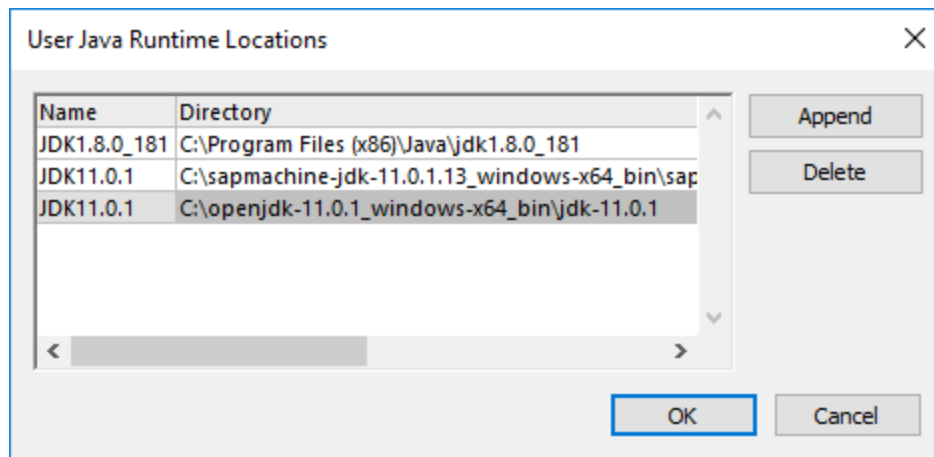 User Java Runtime Locations
Name Directory
JDK1.8.0_181 C:\Program Files (x86)\Java\jdk1.8.0_181
JDK11.0.1 C:\sapmachine-jdk-11.0.1.13_windows-x64_bin\sap
JDK11.0.1 C:\openjdk-11.0.1_windows-x64_bin\jdk-11.0.1
Append
Delete
OK Cancel